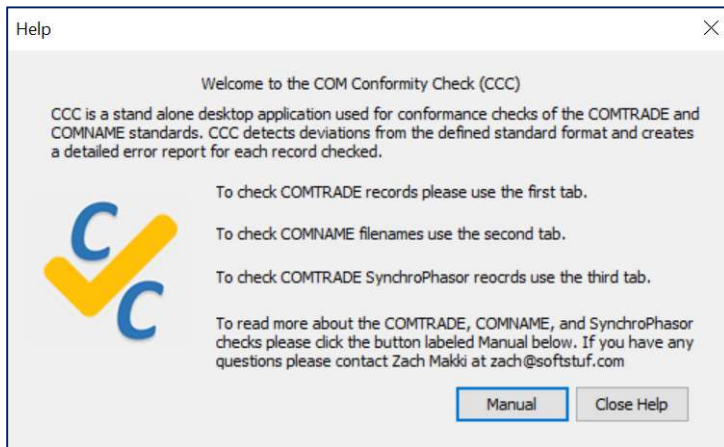 Help
Welcome to the COM Conformity Check (CCC)
CCC is a stand alone desktop application used for conformance checks of the COMTRADE and
COMNAME standards. CCC detects deviations from the defined standard format and creates
a detailed error report for each record checked.
To check COMTRADE records please use the first tab.
To check COMNAME filenames use the second tab.
To check COMTRADE SynchroPhasor reocrds use the third tab.
C
C
To read more about the COMTRADE, COMNAME, and SynchroPhasor
checks please click the button labeled Manual below. If you have any
questions please contact Zach Makki at zach@softstuf.com
Manual
Close Help